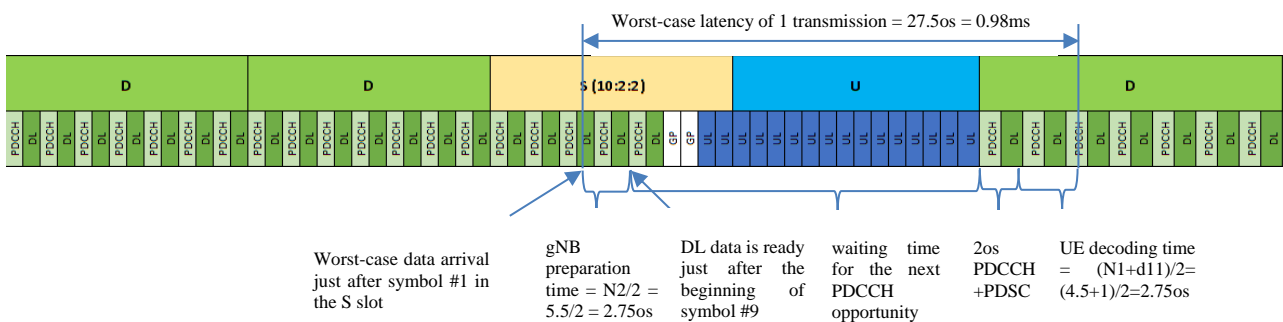 Worst-case latency of 1 transmission = 27.5os = 0.98ms
D D S (10:2:2) U D
PDCCH DL PDCCH DL PDCCH DL PDCCH DL PDCCH DL PDCCH DL PDCCH DL PDCCH DL PDCCH DL PDCCH DL PDCCH DL PDCCH DL PDCCH DL PDCCH DL PDCCH DL PDCCH DL PDCCH DL PDCCH DL PDCCH DL GP GP UL UL UL UL UL UL UL UL UL UL UL UL UL UL UL UL PDCCH DL PDCCH DL PDCCH DL PDCCH DL PDCCH DL PDCCH DL PDCCH DL
Worst-case data arrival
just after symbol #1 in
the S slot
gNB
preparation
time = N2/2 =
5.5/2 = 2.75os
DL data is ready
just after the
beginning of
symbol #9
waiting time
for the next
PDCCH
opportunity
2os
PDCCH
+PDSC
UE decoding time
= (N1+d11)/2=
(4.5+1)/2=2.75os